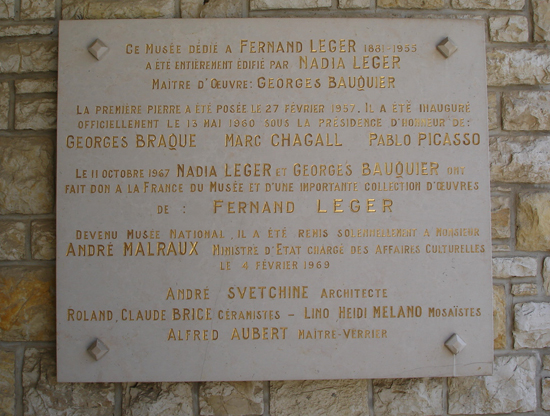 CE MUSÉE DÉDIÉ A FERNAND LEGER 1881-1955
A ÉTÉ ENTIÈREMENT ÉDIFIÉ PAR NADIA LEGER
MAÎTRE D'ŒUVRE: GEORGES BAUQUIER
LA PREMIÈRE PIERRE A ÉTÉ POSÉE LE 27 FÉVRIER 1957. IL A ÉTÉ INAUGURÉ
OFFICIELLEMENT LE 13 MAI 1960 SOUS LA PRÉSIDENCE D'HONNEUR DE:
GEORGES BRAQUE MARC CHAGALL PABLO PICASSO
LE 11 OCTOBRE 1967 NADIA LEGER ET GEORGES BAUQUIER ONT
FAIT DON A LA FRANCE DU MUSÉE ET D'UNE IMPORTANTE COLLECTION D'ŒUVRES
DE: FERNAND LEGER
DEVENU MUSÉE NATIONAL, IL A ÉTÉ REMIS SOLENNELLEMENT A MONSIEUR
ANDRÉ MALRAUX MINISTRE D'ÉTAT CHARGÉ DES AFFAIRES CULTURELLES
LE 4 FÉVRIER 1969
ANDRÉ SVETCHINE ARCHITECTE
ROLAND, CLAUDE BRICE CÉRAMISTES - LINO HEIDI MELANO MOSAÏSTES
ALFRED AUBERT MAÎTRE-VERRIER